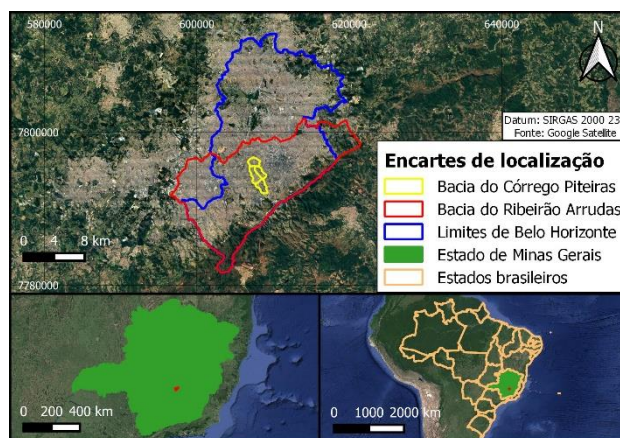 580000
600000
620000
640000
N
7800000
Datum: SIRGAS 2000 23
Fonte: Google Satellite
Encartes de localização
Bacia do Córrego Piteiras
Bacia do Ribeirão Arrudas
Limites de Belo Horizonte
Estado de Minas Gerais
Estados brasileiros
0 4 8 km
7780000
0 200 400 km
0 1000 2000 km